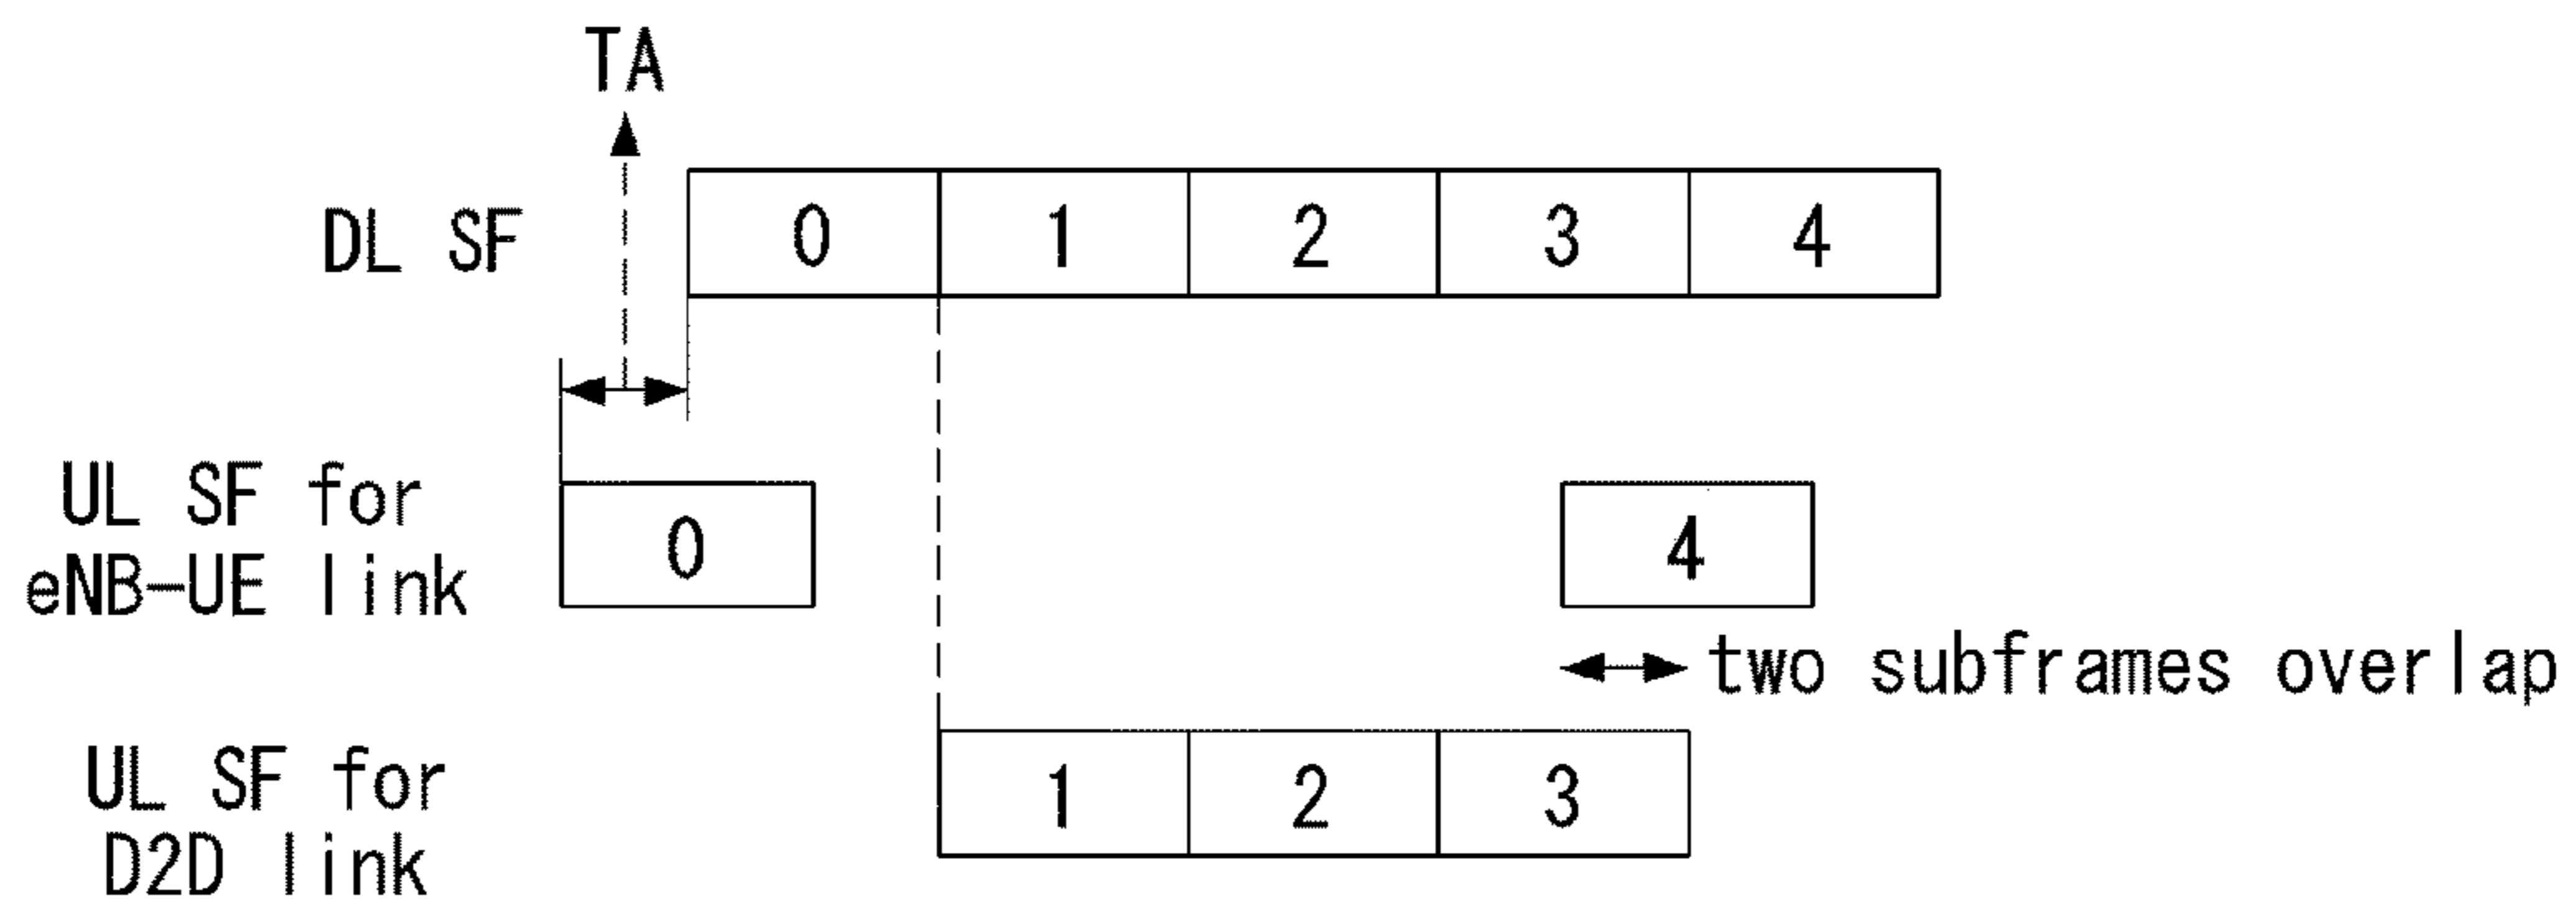 TA
DL SF 0 1 2 3 4
UL SF for
eNB-UE link 0 4
two subframes overlap
UL SF for
D2D link 1 2 3